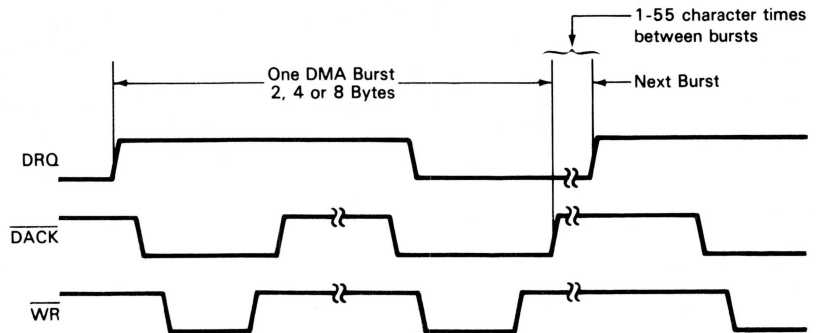 1-55 character times
between bursts
One DMA Burst
2, 4 or 8 Bytes
Next Burst
DRQ
DACK
WR